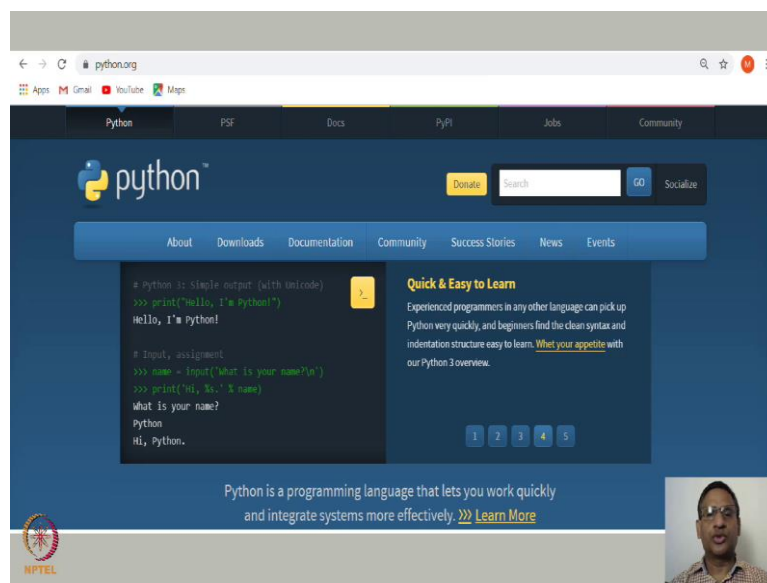 python.org
M
Apps M Gmail YouTube Maps
Python PSF Docs PyPI Jobs Community
python™
Donate Search GO Socialize
About Downloads Documentation Community Success Stories News Events
# Python 3: Simple output (with Unicode)
>>> print("Hello, I'm Python!")
Hello, I'm Python!
# Input, assignment
>>> name = input('What is your name?\n')
>>> print('Hi, %s.' % name)
What is your name?
Python
Hi, Python.
>_
Quick & Easy to Learn
Experienced programmers in any other language can pick up
Python very quickly, and beginners find the clean syntax and
indentation structure easy to learn. Whet your appetite with
our Python 3 overview.
1 2 3 4 5
Python is a programming language that lets you work quickly
and integrate systems more effectively. >>> Learn More
NPTEL